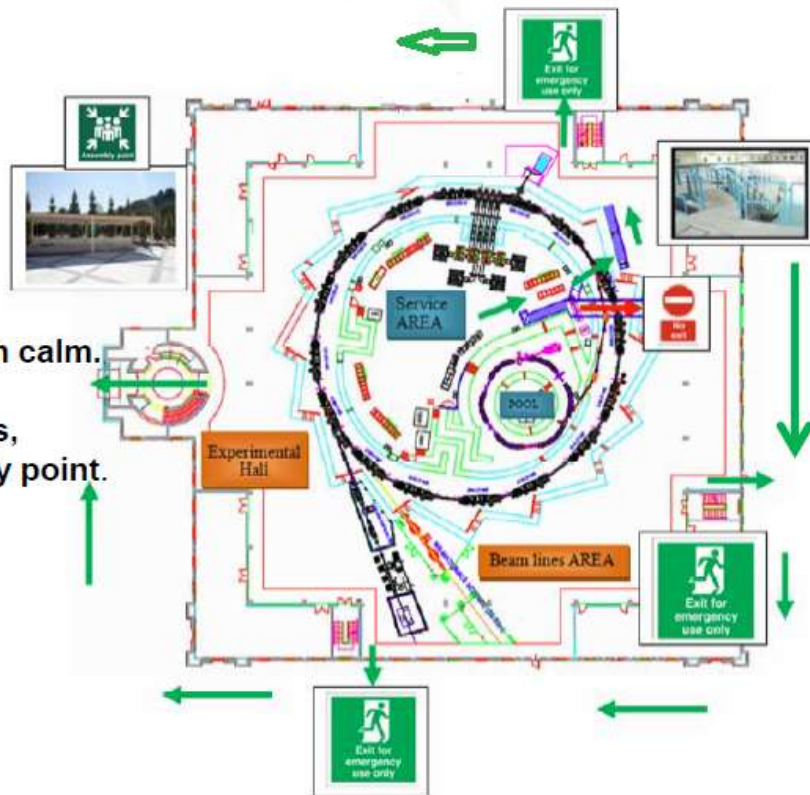 Exit for
emergency
use only
Assembly point
n calm.
s,
y point.
Service
AREA
No
exit
POOL
Experimental
Hall
Beam lines AREA
Exit for
emergency
use only
Exit for
emergency
use only